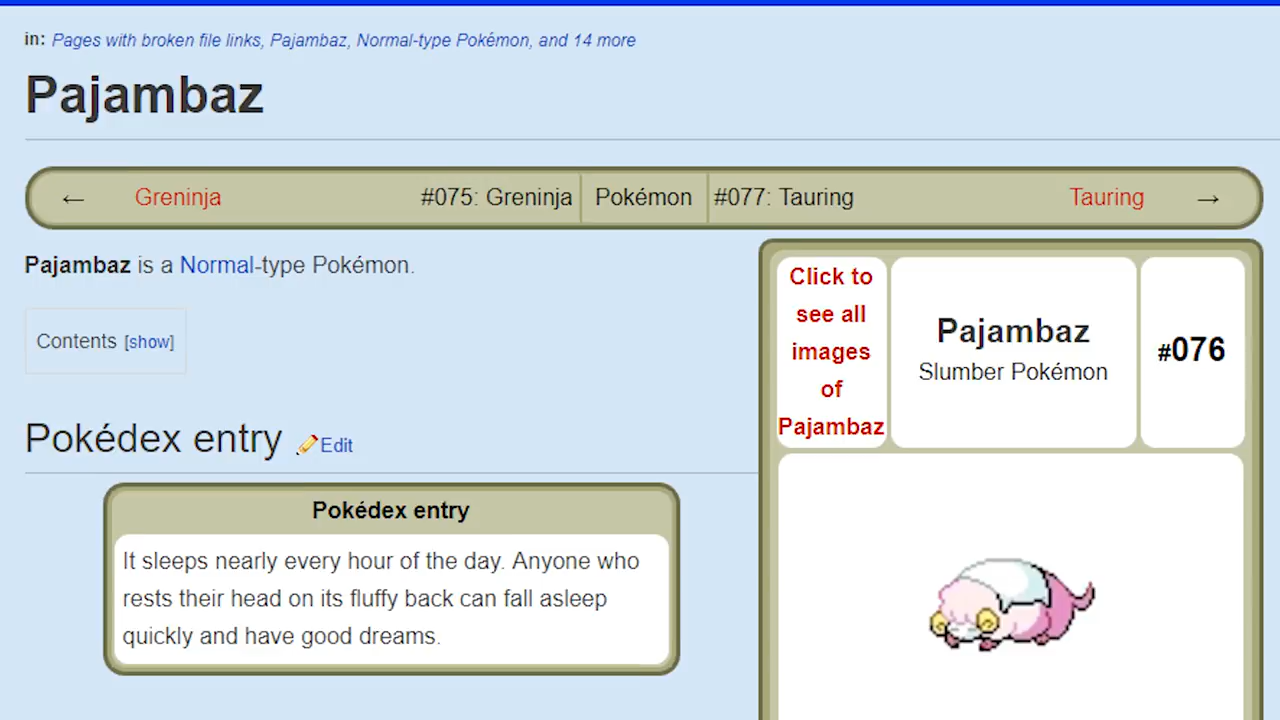 in: Pages with broken file links, Pajambaz, Normal-type Pokémon, and 14 more
Pajambaz
← Greninja #075: Greninja Pokémon #077: Tauring Tauring →
Pajambaz is a Normal-type Pokémon.
Contents [show]
Pokédex entry Edit
Pokédex entry
It sleeps nearly every hour of the day. Anyone who
rests their head on its fluffy back can fall asleep
quickly and have good dreams.
Click to
see all
images
of
Pajambaz
Pajambaz
Slumber Pokémon
#076